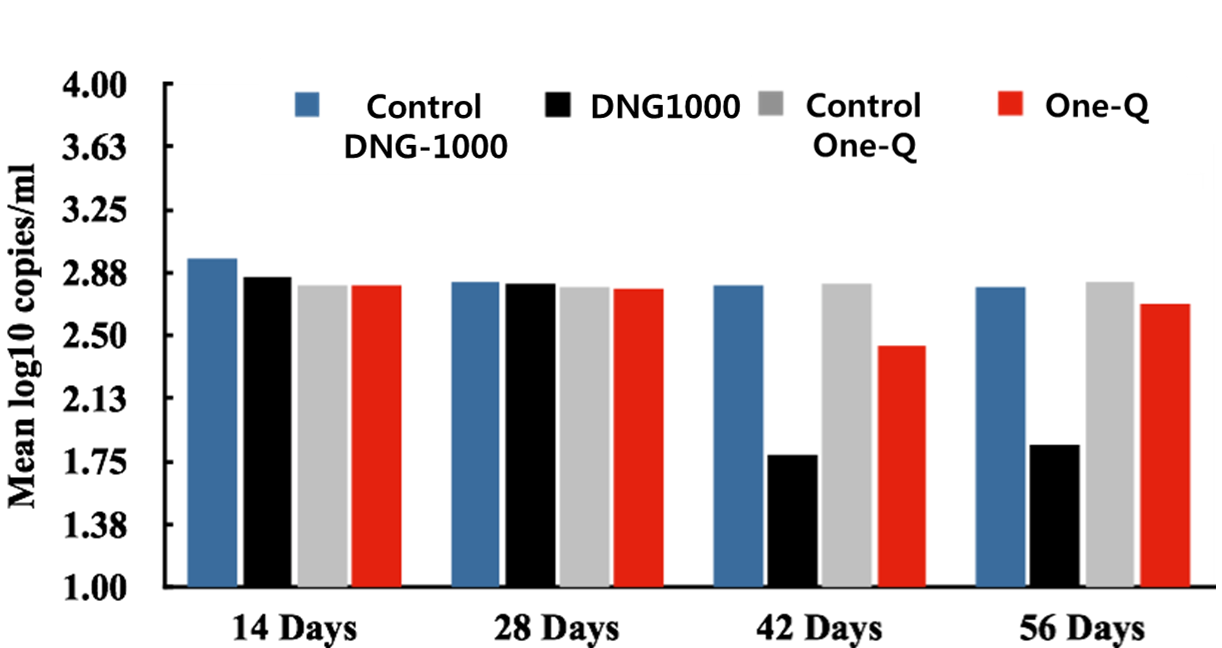 4.00
3.63
3.25
2.88
2.50
2.13
1.75
1.38
1.00
Mean log10 copies/ml
Control
DNG-1000
DNG1000
Control
One-Q
One-Q
14 Days
28 Days
42 Days
56 Days